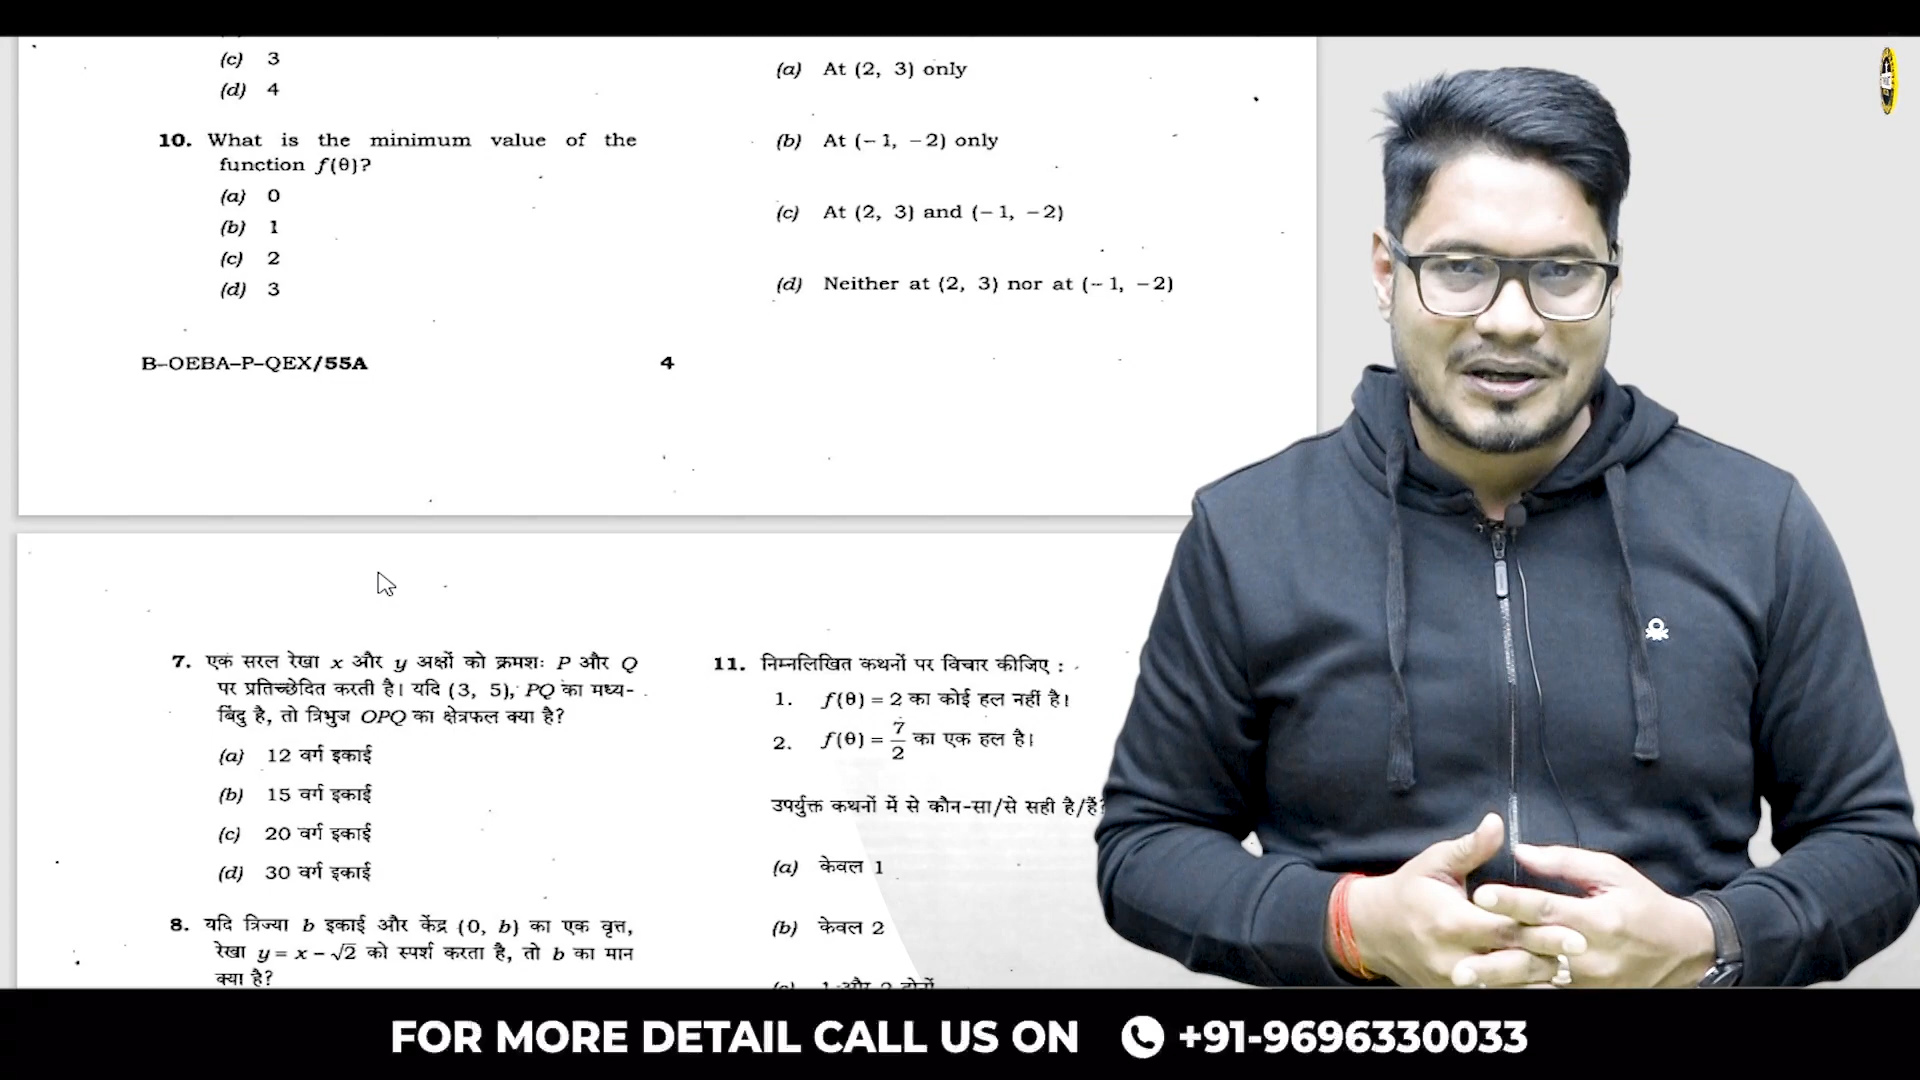 (c) 3
(d) 4
10. What is the minimum value of the
function f(θ)?
(a) 0
(b) 1
(c) 2
(d) 3
(a) At (2, 3) only
(b) At (−1, −2) only
(c) At (2, 3) and (−1, −2)
(d) Neither at (2, 3) nor at (−1, −2)
B–OEBA–P–QEX/55A
4
7. एक सरल रेखा x और y अक्षों को क्रमशः P और Q
पर प्रतिच्छेदित करती है। यदि (3, 5), PQ का मध्य-
बिंदु है, तो त्रिभुज OPQ का क्षेत्रफल क्या है?
(a) 12 वर्ग इकाई
(b) 15 वर्ग इकाई
(c) 20 वर्ग इकाई
(d) 30 वर्ग इकाई
8. यदि त्रिज्या b इकाई और केंद्र (0, b) का एक वृत्त,
रेखा y = x − √2 को स्पर्श करता है, तो b का मान
क्या है?
11. निम्नलिखित कथनों पर विचार कीजिए :
1. f(θ) = 2 का कोई हल नहीं है।
2. f(θ) = 7/2 का एक हल है।
उपर्युक्त कथनों में से कौन-सा/से सही है/हैं?
(a) केवल 1
(b) केवल 2
(c) 1 और 2 दोनों
FOR MORE DETAIL CALL US ON +91-9696330033